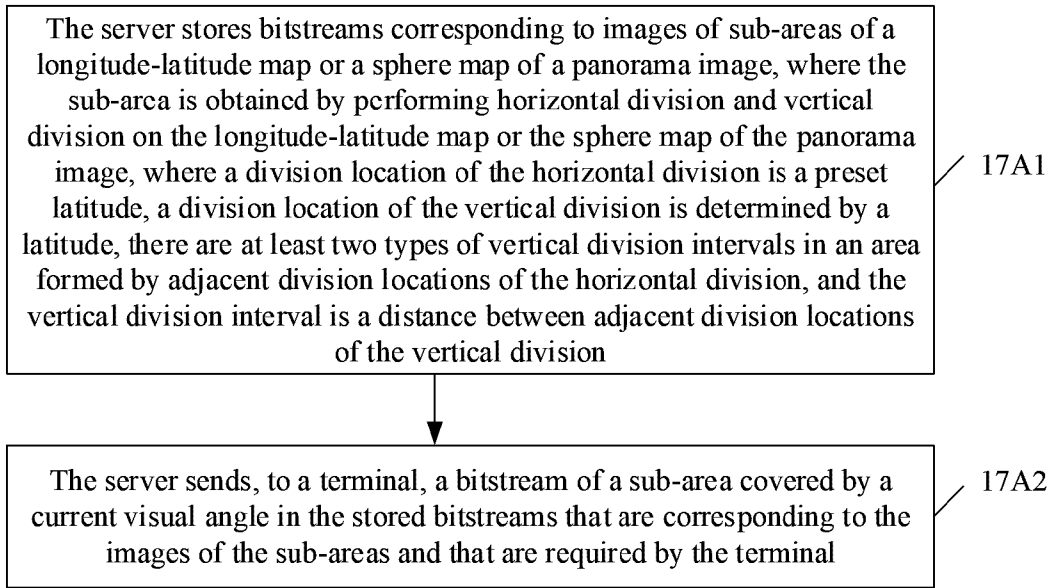 The server stores bitstreams corresponding to images of sub-areas of a
longitude-latitude map or a sphere map of a panorama image, where the
sub-area is obtained by performing horizontal division and vertical
division on the longitude-latitude map or the sphere map of the panorama
image, where a division location of the horizontal division is a preset
latitude, a division location of the vertical division is determined by a
latitude, there are at least two types of vertical division intervals in an area
formed by adjacent division locations of the horizontal division, and the
vertical division interval is a distance between adjacent division locations
of the vertical division
17A1
The server sends, to a terminal, a bitstream of a sub-area covered by a
current visual angle in the stored bitstreams that are corresponding to the
images of the sub-areas and that are required by the terminal
17A2